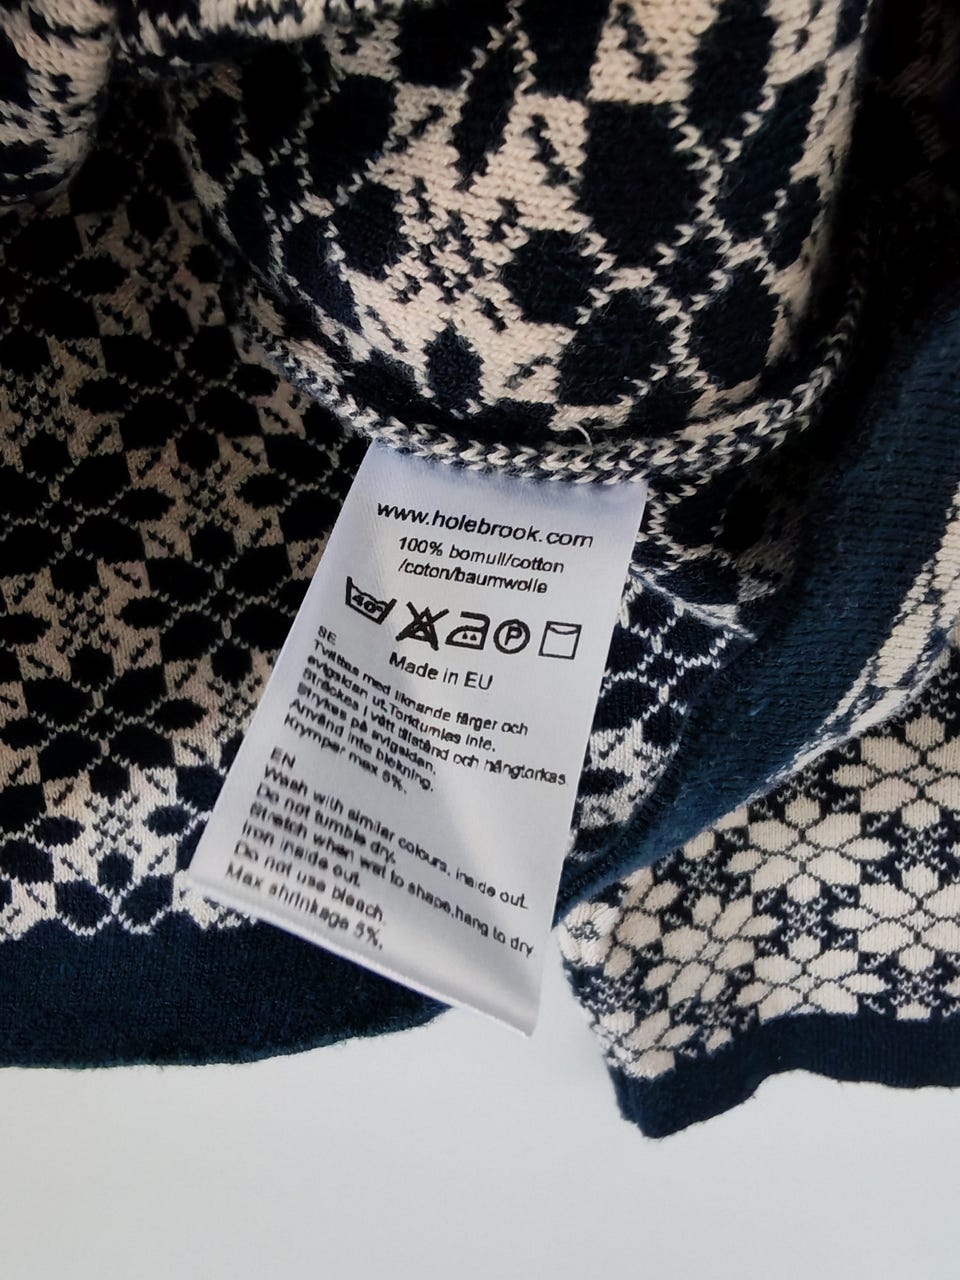 www.holebrook.com
100% bomull/cotton
/coton/baumwolle
40°
P
Made in EU
SE
Tvättas med liknande färger och
avigsidan ut. Torktumlas inte.
Sträckes i vått tillstånd och hängtorkas.
Strykes på avigsidan.
Använd inte blekning.
Krymper max 5%.
EN
Wash with similar colours, inside out.
Do not tumble dry.
Stretch when wet to shape, hang to dry
Iron inside out.
Do not use bleach
Max shrinkage 5%.